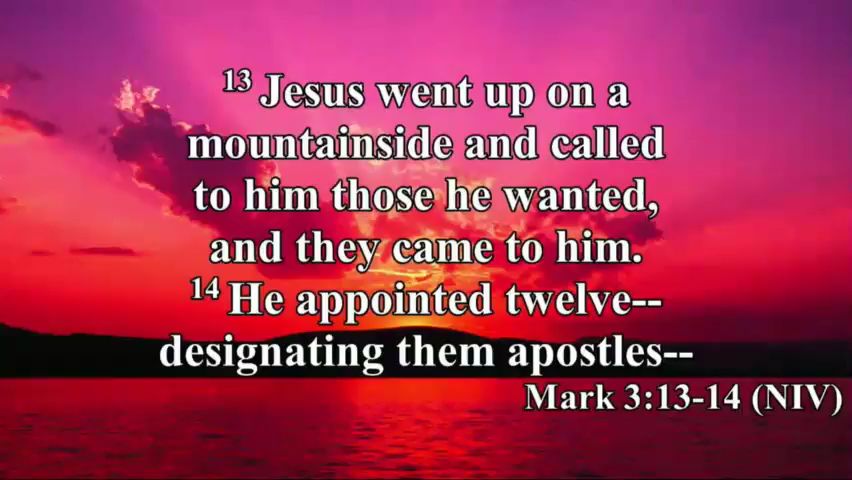 13 Jesus went up on a
mountainside and called
to him those he wanted,
and they came to him.
14 He appointed twelve--
designating them apostles--
Mark 3:13-14 (NIV)